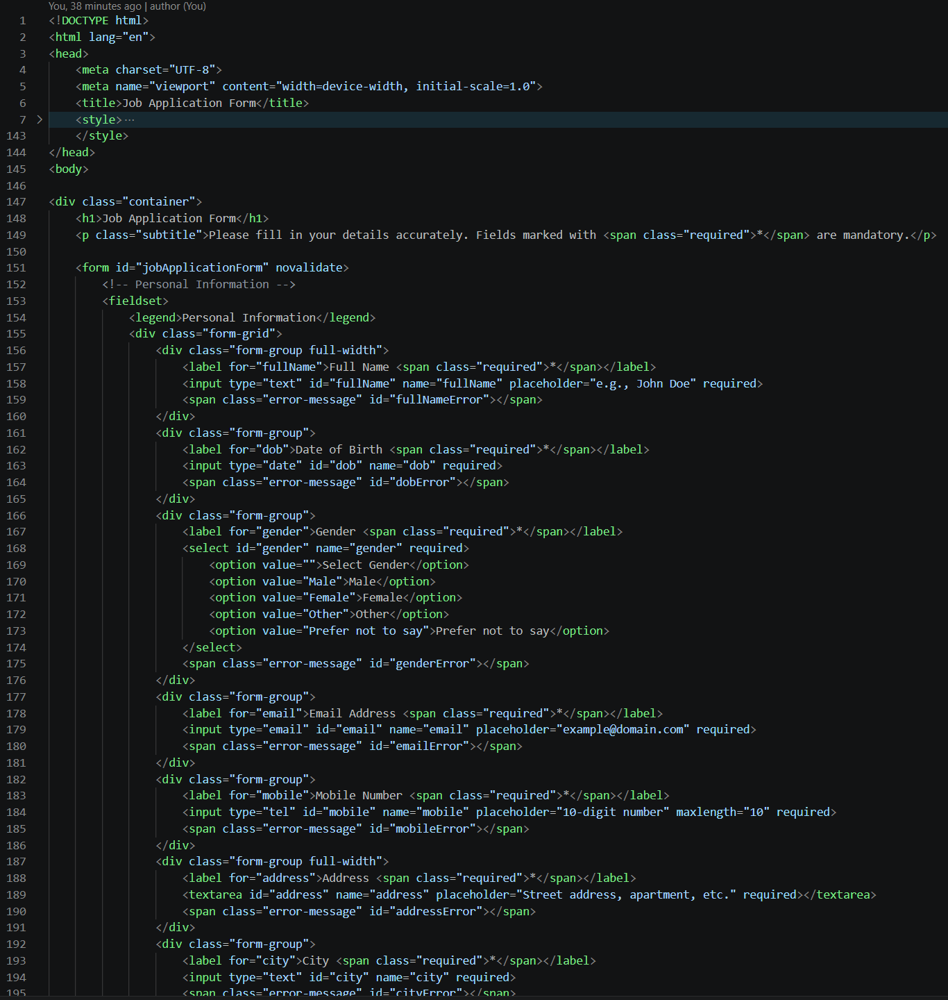 You, 38 minutes ago | author (You)
1 <!DOCTYPE html>
2 <html lang="en">
3 <head>
4 <meta charset="UTF-8">
5 <meta name="viewport" content="width=device-width, initial-scale=1.0">
6 <title>Job Application Form</title>
7 <style>···
143 </style>
144 </head>
145 <body>
146
147 <div class="container">
148 <h1>Job Application Form</h1>
149 <p class="subtitle">Please fill in your details accurately. Fields marked with <span class="required">*</span> are mandatory.</p>
150
151 <form id="jobApplicationForm" novalidate>
152 <!-- Personal Information -->
153 <fieldset>
154 <legend>Personal Information</legend>
155 <div class="form-grid">
156 <div class="form-group full-width">
157 <label for="fullName">Full Name <span class="required">*</span></label>
158 <input type="text" id="fullName" name="fullName" placeholder="e.g., John Doe" required>
159 <span class="error-message" id="fullNameError"></span>
160 </div>
161 <div class="form-group">
162 <label for="dob">Date of Birth <span class="required">*</span></label>
163 <input type="date" id="dob" name="dob" required>
164 <span class="error-message" id="dobError"></span>
165 </div>
166 <div class="form-group">
167 <label for="gender">Gender <span class="required">*</span></label>
168 <select id="gender" name="gender" required>
169 <option value="">Select Gender</option>
170 <option value="Male">Male</option>
171 <option value="Female">Female</option>
172 <option value="Other">Other</option>
173 <option value="Prefer not to say">Prefer not to say</option>
174 </select>
175 <span class="error-message" id="genderError"></span>
176 </div>
177 <div class="form-group">
178 <label for="email">Email Address <span class="required">*</span></label>
179 <input type="email" id="email" name="email" placeholder="example@domain.com" required>
180 <span class="error-message" id="emailError"></span>
181 </div>
182 <div class="form-group">
183 <label for="mobile">Mobile Number <span class="required">*</span></label>
184 <input type="tel" id="mobile" name="mobile" placeholder="10-digit number" maxlength="10" required>
185 <span class="error-message" id="mobileError"></span>
186 </div>
187 <div class="form-group full-width">
188 <label for="address">Address <span class="required">*</span></label>
189 <textarea id="address" name="address" placeholder="Street address, apartment, etc." required></textarea>
190 <span class="error-message" id="addressError"></span>
191 </div>
192 <div class="form-group">
193 <label for="city">City <span class="required">*</span></label>
194 <input type="text" id="city" name="city" required>
195 <span class="error-message" id="cityError"></span>